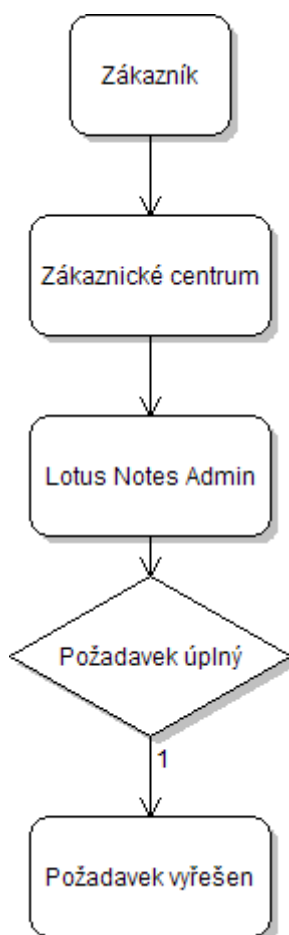 Zákazník
Zákaznické centrum
Lotus Notes Admin
Požadavek úplný
1
Požadavek vyřešen